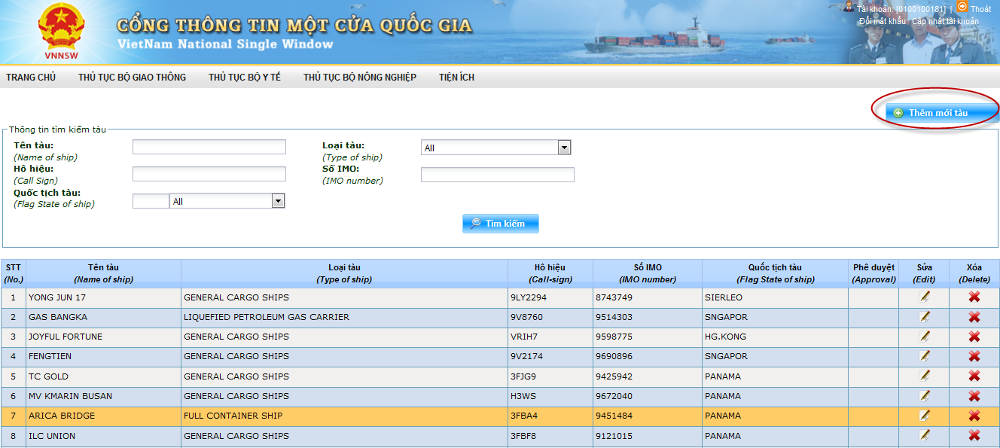 CỔNG THÔNG TIN MỘT CỬA QUỐC GIA
VietNam National Single Window
VNNSW
Tài khoản: [0100100181] | Thoát
Đổi mật khẩu Cập nhật tài khoản
TRANG CHỦ THỦ TỤC BỘ GIAO THÔNG THỦ TỤC BỘ Y TẾ THỦ TỤC BỘ NÔNG NGHIỆP TIỆN ÍCH
Thêm mới tàu
Thông tin tìm kiếm tàu
Tên tàu: Loại tàu: All
(Name of ship) (Type of ship)
Hô hiệu: Số IMO:
(Call Sign) (IMO number)
Quốc tịch tàu: All
(Flag State of ship)
Tìm kiếm
STT Tên tàu Loại tàu Hô hiệu Số IMO Quốc tịch tàu Phê duyệt Sửa Xóa
(No.) (Name of ship) (Type of ship) (Call-sign) (IMO number) (Flag State of ship) (Approval) (Edit) (Delete)
1 YONG JUN 17 GENERAL CARGO SHIPS 9LY2294 8743749 SIERLEO
2 GAS BANGKA LIQUEFIED PETROLEUM GAS CARRIER 9V8760 9514303 SNGAPOR
3 JOYFUL FORTUNE GENERAL CARGO SHIPS VRIH7 9598775 HG.KONG
4 FENGTIEN GENERAL CARGO SHIPS 9V2174 9690896 SNGAPOR
5 TC GOLD GENERAL CARGO SHIPS 3FJG9 9425942 PANAMA
6 MV KMARIN BUSAN GENERAL CARGO SHIPS H3WS 9672040 PANAMA
7 ARICA BRIDGE FULL CONTAINER SHIP 3FBA4 9451484 PANAMA
8 ILC UNION GENERAL CARGO SHIPS 3FBF8 9121015 PANAMA